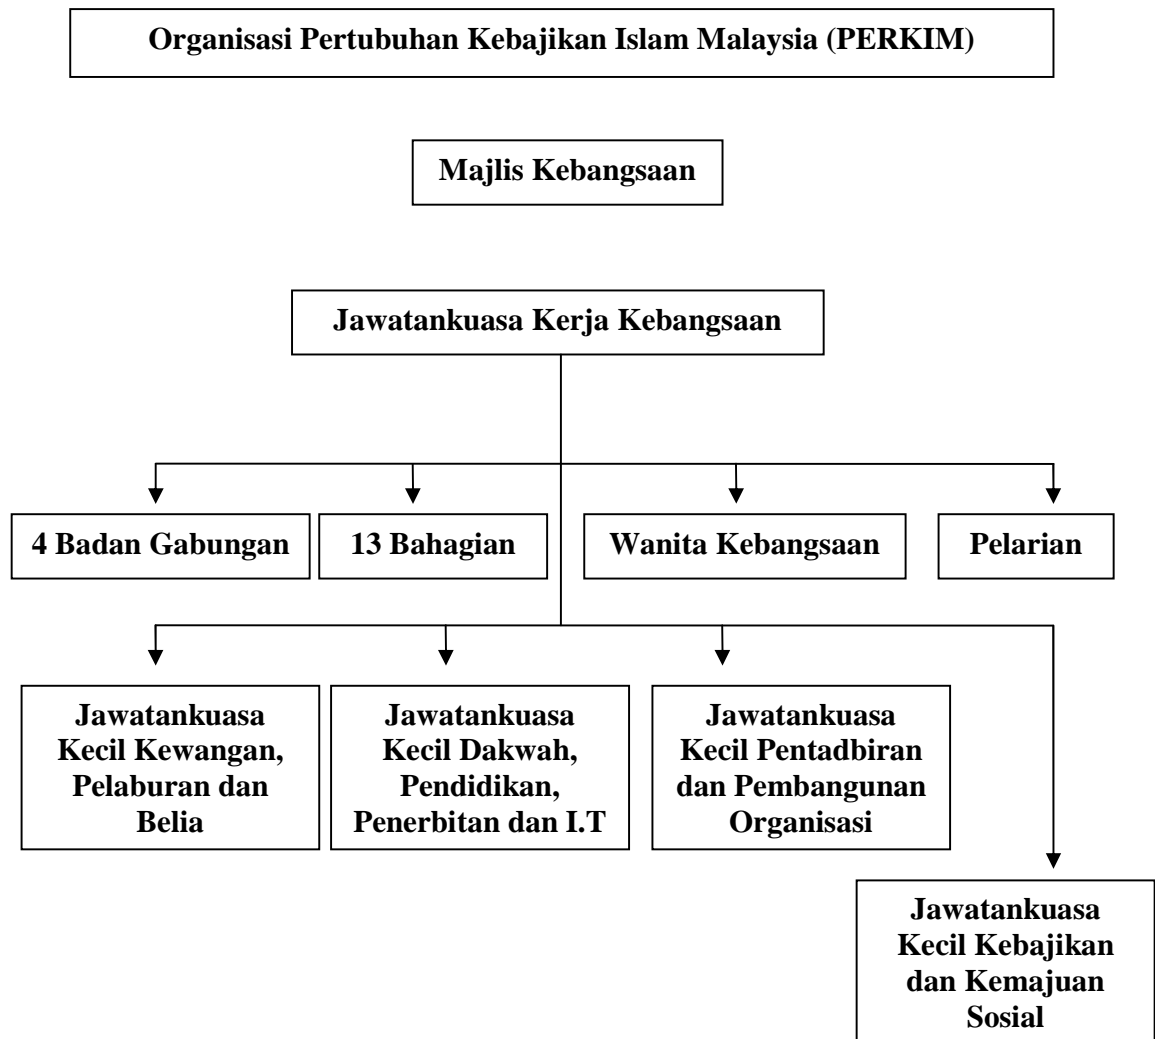 Organisasi Pertubuhan Kebajikan Islam Malaysia (PERKIM)
Majlis Kebangsaan
Jawatankuasa Kerja Kebangsaan
4 Badan Gabungan
13 Bahagian
Wanita Kebangsaan
Pelarian
Jawatankuasa
Kecil Kewangan,
Pelaburan dan
Belia
Jawatankuasa
Kecil Dakwah,
Pendidikan,
Penerbitan dan I.T
Jawatankuasa
Kecil Pentadbiran
dan Pembangunan
Organisasi
Jawatankuasa
Kecil Kebajikan
dan Kemajuan
Sosial